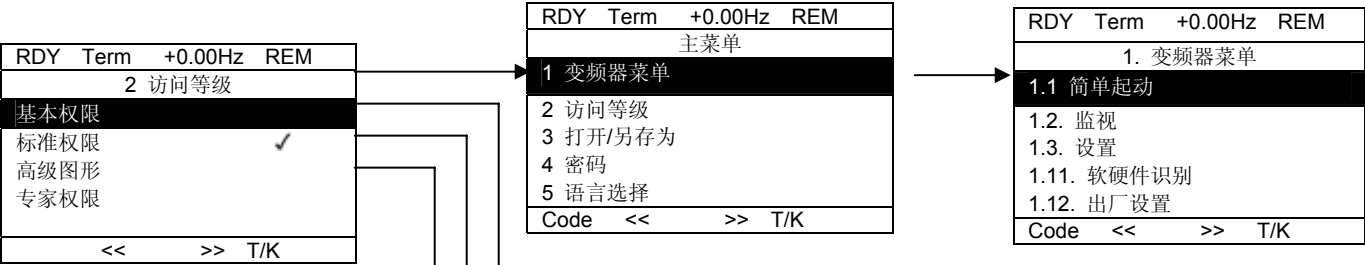 RDY Term +0.00Hz REM
2 访问等级
基本权限
标准权限 ✓
高级图形
专家权限
<< >> T/K
RDY Term +0.00Hz REM
主菜单
1 变频器菜单
2 访问等级
3 打开/另存为
4 密码
5 语言选择
Code << >> T/K
RDY Term +0.00Hz REM
1. 变频器菜单
1.1 简单起动
1.2. 监视
1.3. 设置
1.11. 软硬件识别
1.12. 出厂设置
Code << >> T/K